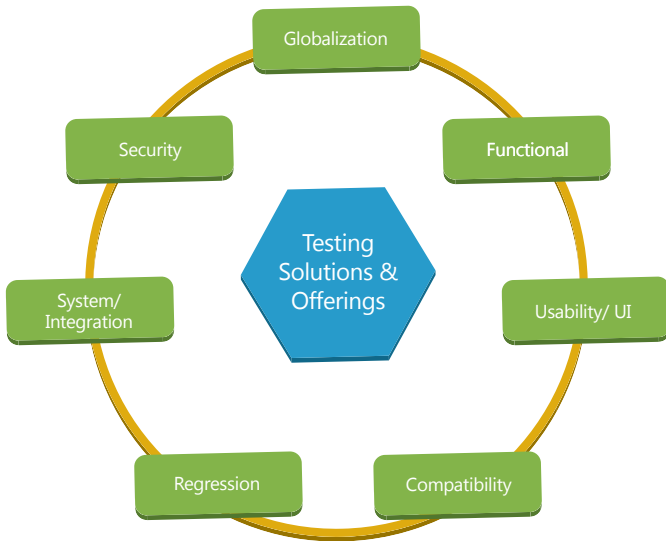 Globalization
Security
Functional
Testing
Solutions &
Offerings
System/
Integration
Usability/ UI
Regression
Compatibility